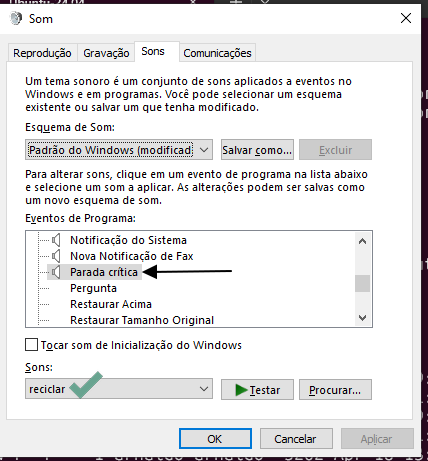 Ubuntu-24.04
Som
Reprodução
Gravação
Sons
Comunicações
Um tema sonoro é um conjunto de sons aplicados a eventos no
Windows e em programas. Você pode selecionar um esquema
existente ou salvar um que tenha modificado.
Esquema de Som:
Padrão do Windows (modificad
Salvar como...
Excluir
Para alterar sons, clique em um evento de programa na lista abaixo
e selecione um som a aplicar. As alterações podem ser salvas como
um novo esquema de som.
Eventos de Programa:
Notificação do Sistema
Nova Notificação de Fax
Parada crítica
Pergunta
Restaurar Acima
Restaurar Tamanho Original
Tocar som de Inicialização do Windows
Sons:
reciclar
Testar
Procurar...
OK
Cancelar
Aplicar